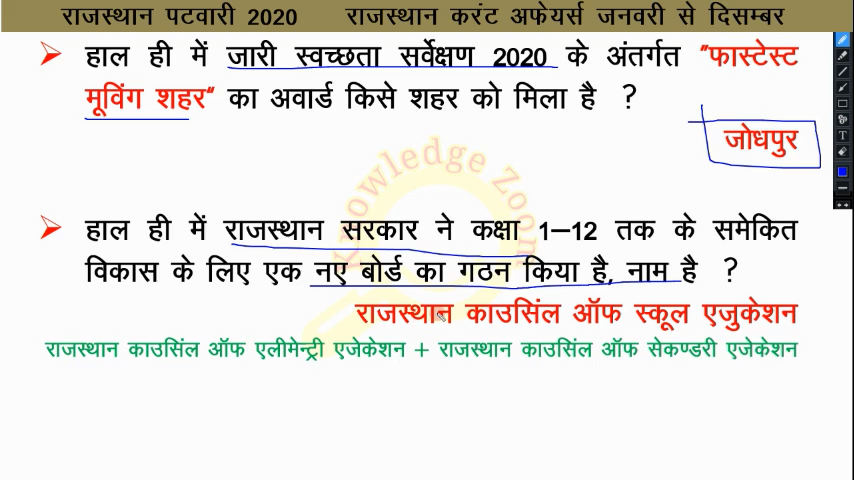 राजस्थान पटवारी 2020 राजस्थान करंट अफेयर्स जनवरी से दिसम्बर
हाल ही में जारी स्वच्छता सर्वेक्षण 2020 के अंतर्गत "फास्टेस्ट
मूविंग शहर" का अवार्ड किसे शहर को मिला है ?
जोधपुर
Knowledge Zoom
हाल ही में राजस्थान सरकार ने कक्षा 1–12 तक के समेकित
विकास के लिए एक नए बोर्ड का गठन किया है, नाम है ?
राजस्थान काउसिंल ऑफ स्कूल एजुकेशन
राजस्थान काउसिंल ऑफ एलीमेन्ट्री एजेकेशन + राजस्थान काउसिंल ऑफ सेकण्डरी एजेकेशन